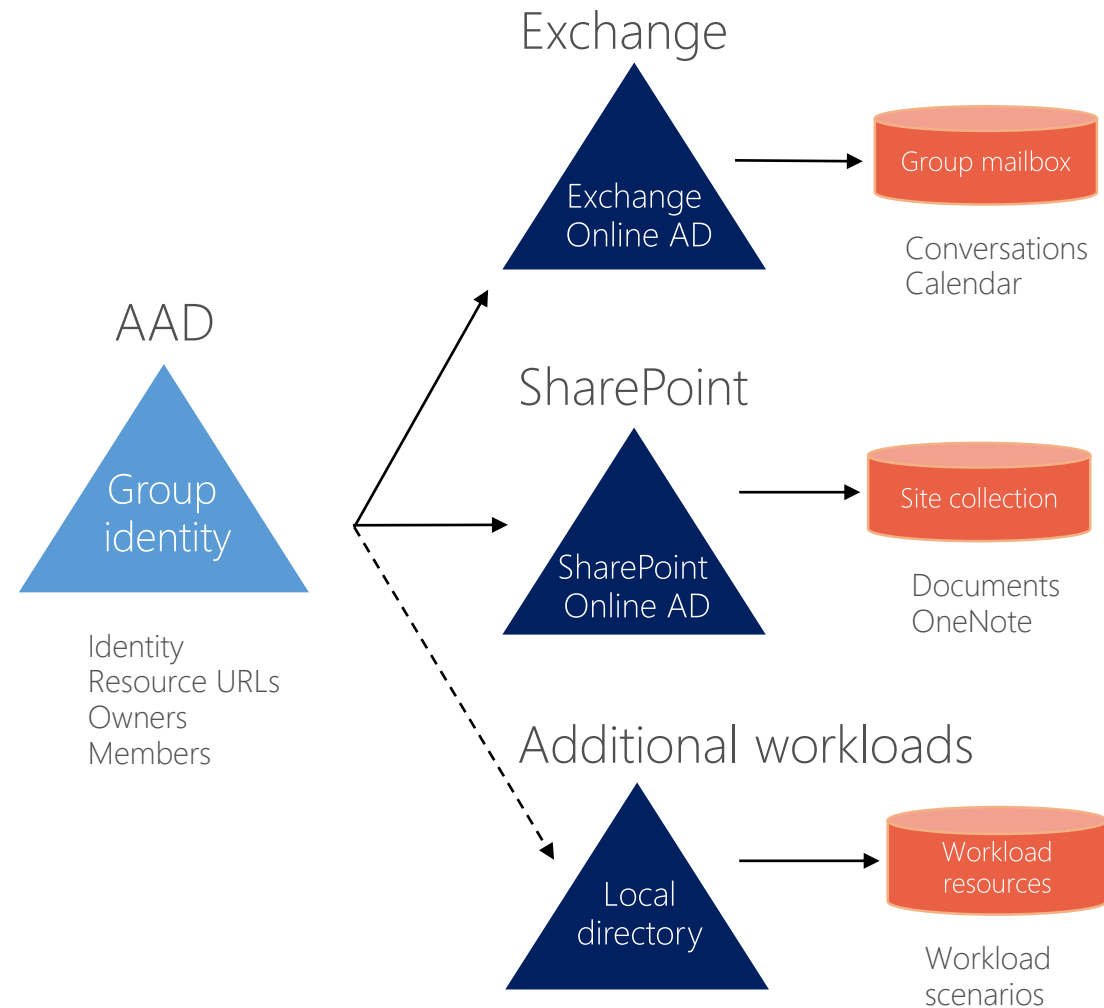 AAD
Group
identity
Identity
Resource URLs
Owners
Members
Exchange
Exchange
Online AD
Group mailbox
Conversations
Calendar
SharePoint
SharePoint
Online AD
Site collection
Documents
OneNote
Additional workloads
Local
directory
Workload
resources
Workload
scenarios